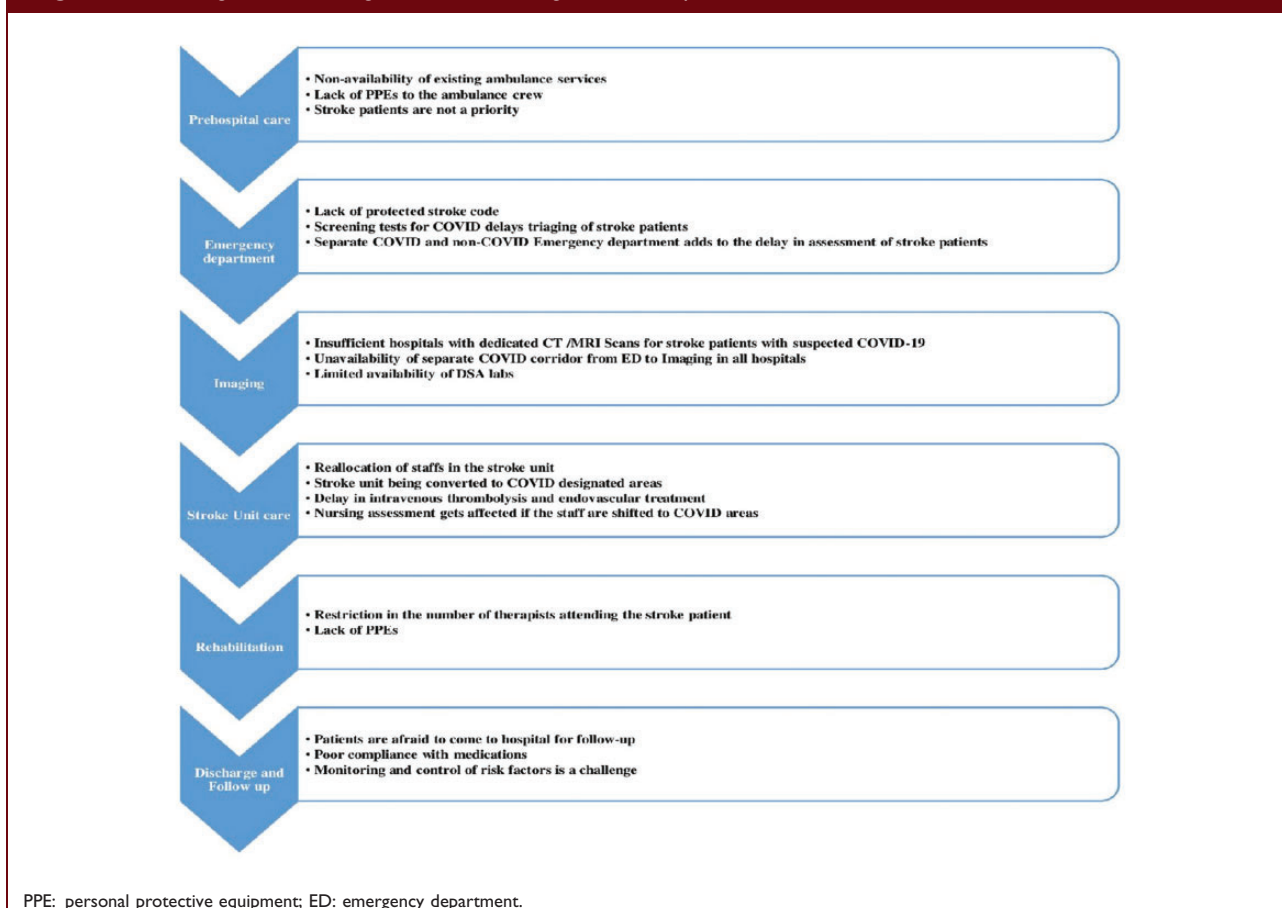 Prehospital care
• Non-availability of existing ambulance services
• Lack of PPEs to the ambulance crew
• Stroke patients are not a priority
Emergency
department
• Lack of protected stroke code
• Screening tests for COVID delays triaging of stroke patients
• Separate COVID and non-COVID Emergency department adds to the delay in assessment of stroke patients
Imaging
• Insufficient hospitals with dedicated CT /MRI Scans for stroke patients with suspected COVID-19
• Unavailability of separate COVID corridor from ED to Imaging in all hospitals
• Limited availability of DSA labs
Stroke Unit care
• Reallocation of staffs in the stroke unit
• Stroke unit being converted to COVID designated areas
• Delay in intravenous thrombolysis and endovascular treatment
• Nursing assessment gets affected if the staff are shifted to COVID areas
Rehabilitation
• Restriction in the number of therapists attending the stroke patient
• Lack of PPEs
Discharge and
Follow up
• Patients are afraid to come to hospital for follow-up
• Poor compliance with medications
• Monitoring and control of risk factors is a challenge
PPE: personal protective equipment; ED: emergency department.